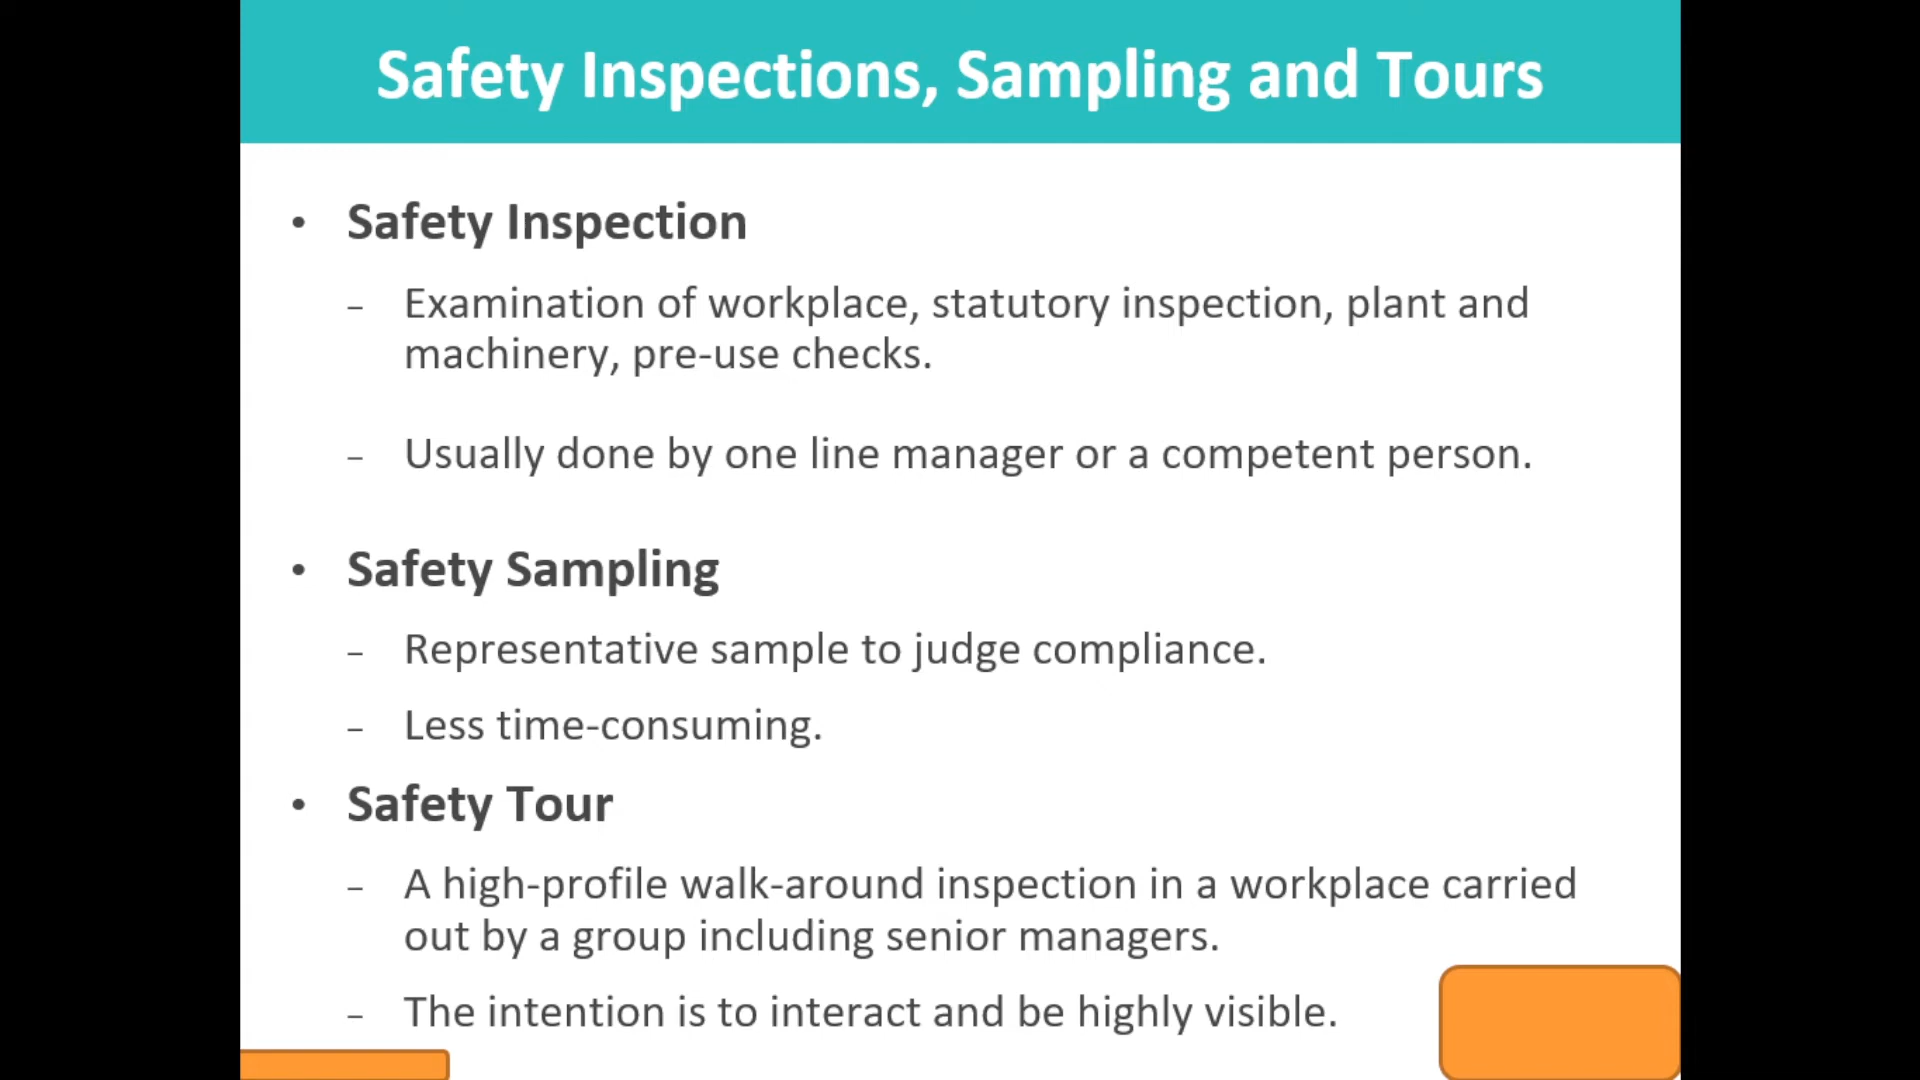 Safety Inspections, Sampling and Tours
• Safety Inspection
– Examination of workplace, statutory inspection, plant and
machinery, pre-use checks.
– Usually done by one line manager or a competent person.
• Safety Sampling
– Representative sample to judge compliance.
– Less time-consuming.
• Safety Tour
– A high-profile walk-around inspection in a workplace carried
out by a group including senior managers.
– The intention is to interact and be highly visible.